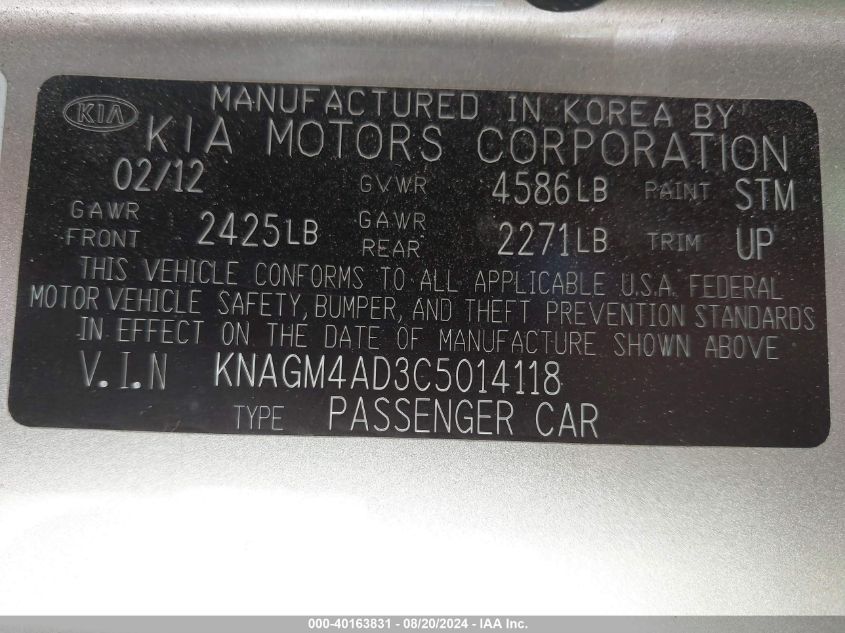 KIA
MANUFACTURED IN KOREA BY
KIA MOTORS CORPORATION
02/12 GVWR 4586LB PAINT STM
GAWR FRONT 2425LB GAWR REAR 2271LB TRIM UP
THIS VEHICLE CONFORMS TO ALL APPLICABLE U.S.A. FEDERAL
MOTOR VEHICLE SAFETY, BUMPER, AND THEFT PREVENTION STANDARDS
IN EFFECT ON THE DATE OF MANUFACTURE SHOWN ABOVE
V.I.N KNAGM4AD3C5014118
TYPE PASSENGER CAR
000-40163831 - 08/20/2024 - IAA Inc.